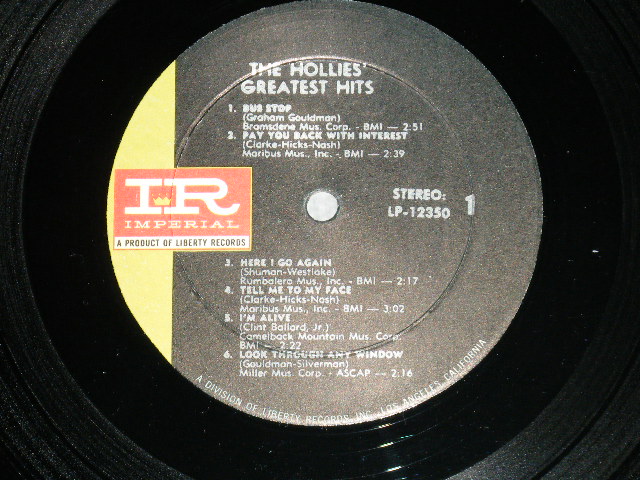 THE HOLLIES'
GREATEST HITS
1. BUS STOP
(Graham Gouldman)
Bramsdene Mus. Corp. - BMI — 2:51
2. PAY YOU BACK WITH INTEREST
(Clarke-Hicks-Nash)
Maribus Mus., Inc. - BMI — 2:39
IR
IMPERIAL
A PRODUCT OF LIBERTY RECORDS
STEREO:
LP-12350
1
3. HERE I GO AGAIN
(Shuman-Westlake)
Rumbalero Mus., Inc. - BMI — 2:17
4. TELL ME TO MY FACE
(Clarke-Hicks-Nash)
Maribus Mus., Inc. - BMI — 3:02
5. I'M ALIVE
(Clint Ballard, Jr.)
Camelback Mountain Mus. Corp.
BMI — 2:22
6. LOOK THROUGH ANY WINDOW
(Gouldman-Silverman)
Miller Mus. Corp. - ASCAP — 2:16
A DIVISION OF LIBERTY RECORDS, INC., LOS ANGELES, CALIFORNIA